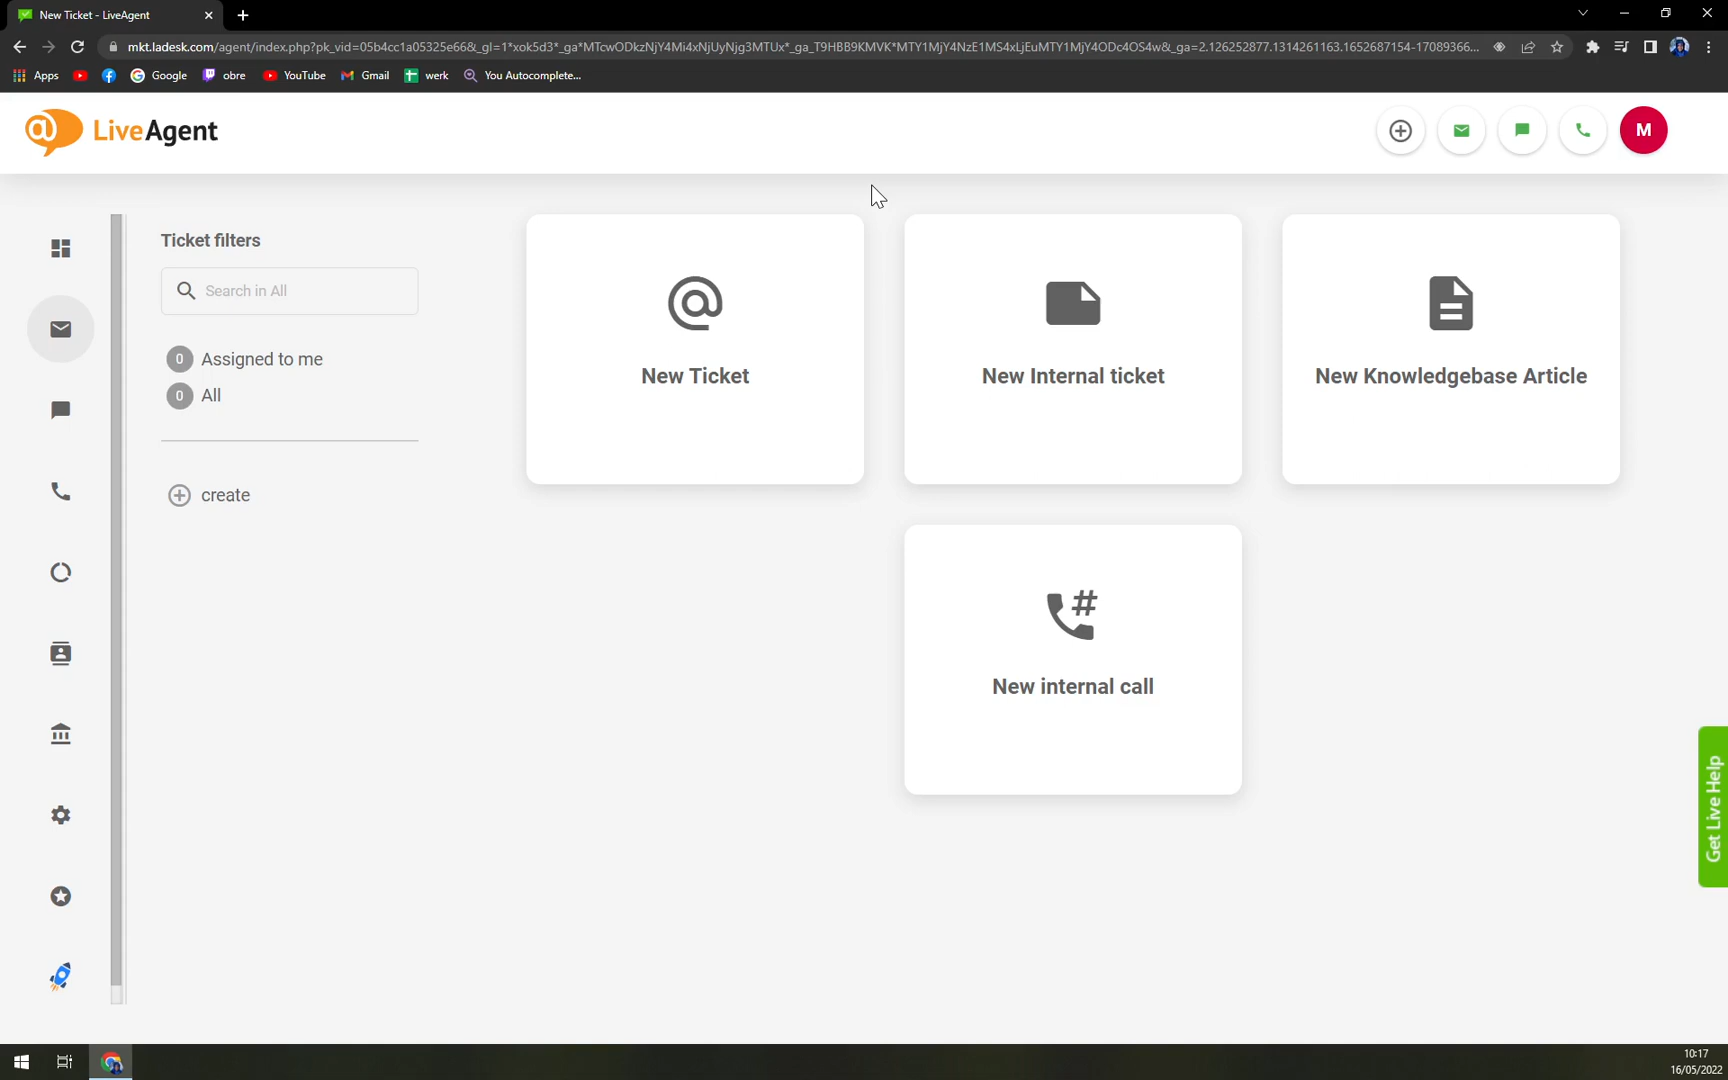 New Ticket - LiveAgent
mkt.ladesk.com/agent/index.php?pk_vid=05b4cc1a05325e66&_gl=1*xok5d3*_ga*MTcwODkzNjY4Mi4xNjUyNjg3MTUx*_ga_T9HBB9KMVK*MTY1MjY4NzE1MS4xLjEuMTY1MjY4ODc4OS4w&_ga=2.126252877.1314261163.1652687154-17089366...
Apps Google obre YouTube Gmail werk You Autocomplete...
LiveAgent
M
Ticket filters
Search in All
0 Assigned to me
0 All
create
New Ticket
New Internal ticket
New Knowledgebase Article
New internal call
Get Live Help
10:17
16/05/2022